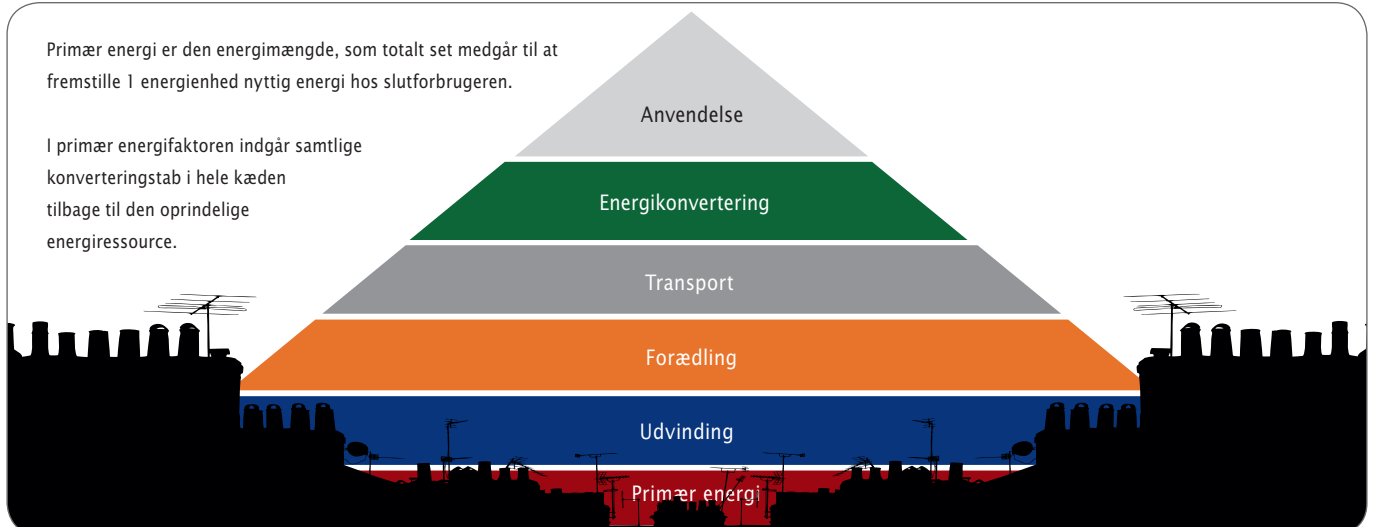 Primær energi er den energimængde, som totalt set medgår til at
fremstille 1 energienhed nyttig energi hos slutforbrugeren.
I primær energifaktoren indgår samtlige
konverteringstab i hele kæden
tilbage til den oprindelige
energiressource.
Anvendelse
Energikonvertering
Transport
Forædling
Udvinding
Primær energi